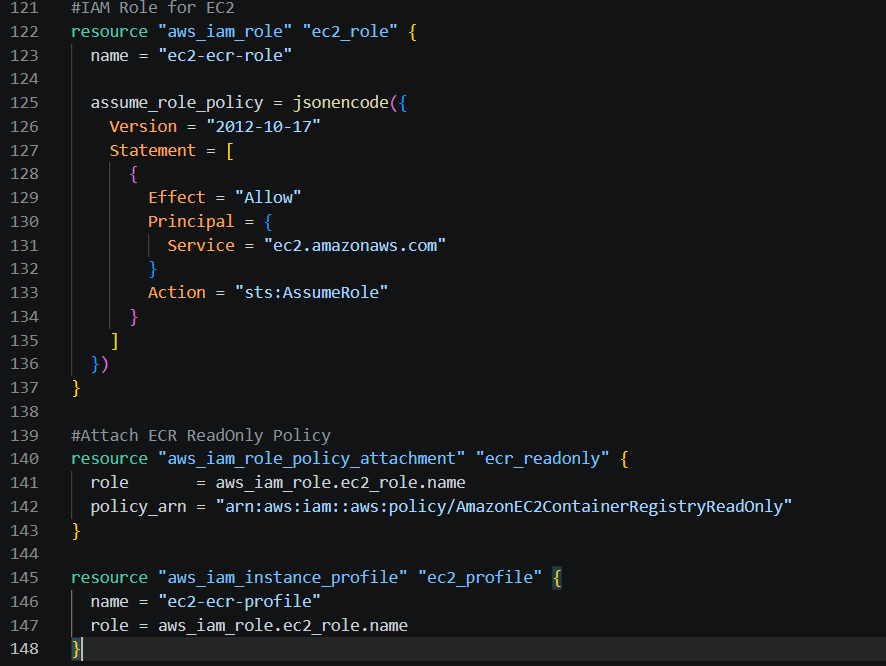 121 #IAM Role for EC2
122 resource "aws_iam_role" "ec2_role" {
123   name = "ec2-ecr-role"
124
125   assume_role_policy = jsonencode({
126     Version = "2012-10-17"
127     Statement = [
128       {
129         Effect = "Allow"
130         Principal = {
131           Service = "ec2.amazonaws.com"
132         }
133         Action = "sts:AssumeRole"
134       }
135     ]
136   })
137 }
138
139 #Attach ECR ReadOnly Policy
140 resource "aws_iam_role_policy_attachment" "ecr_readonly" {
141   role       = aws_iam_role.ec2_role.name
142   policy_arn = "arn:aws:iam::aws:policy/AmazonEC2ContainerRegistryReadOnly"
143 }
144
145 resource "aws_iam_instance_profile" "ec2_profile" {
146   name = "ec2-ecr-profile"
147   role = aws_iam_role.ec2_role.name
148 }